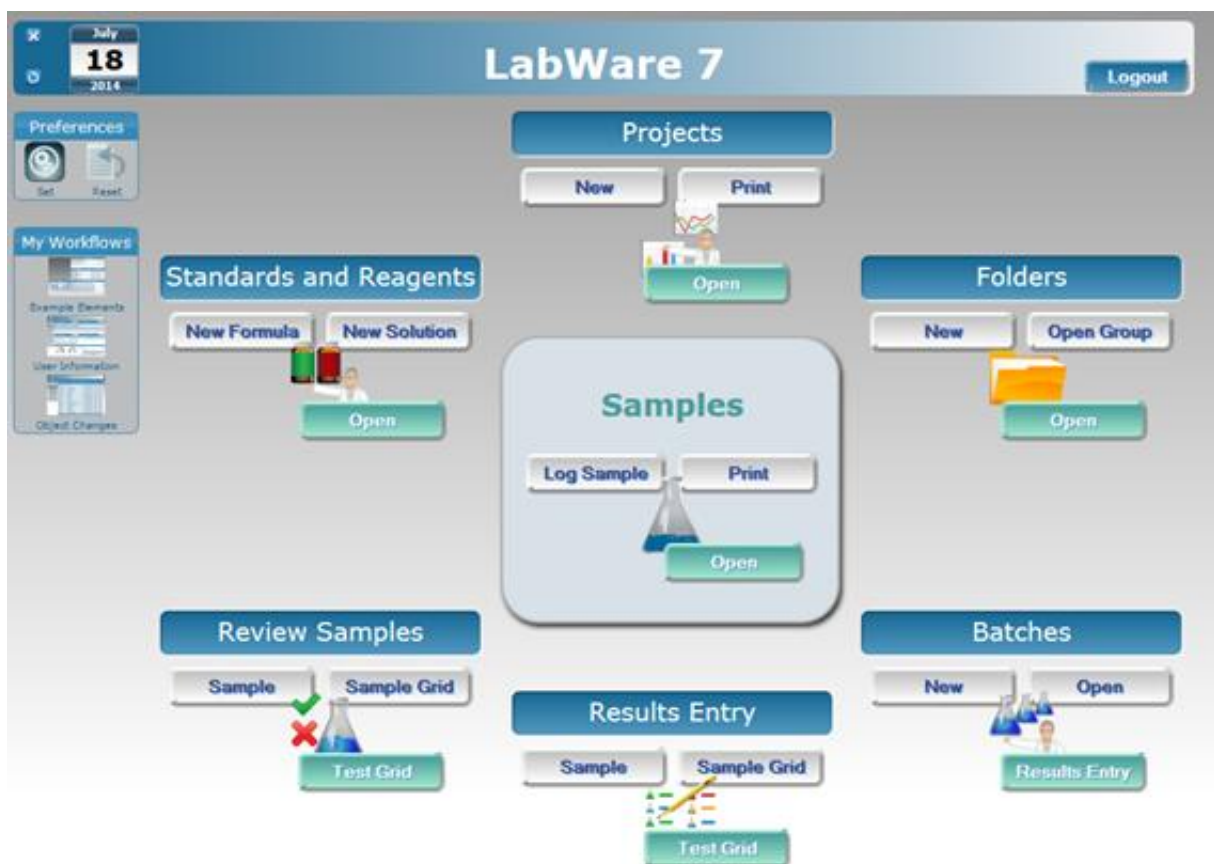 July
18
2014
LabWare 7
Logout
Preferences
Set Reset
My Workflows
Example Elements
User Information
Object Changes
Projects
New Print
Open
Standards and Reagents
New Formula New Solution
Open
Folders
New Open Group
Open
Samples
Log Sample Print
Open
Review Samples
Sample Sample Grid
Test Grid
Results Entry
Sample Sample Grid
Test Grid
Batches
New Open
Results Entry